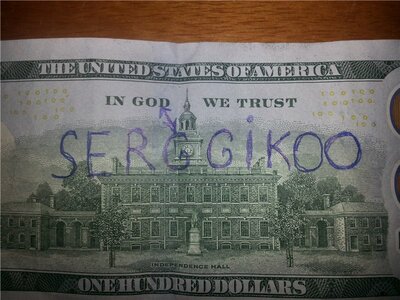 THE UNITED STATES OF AMERICA
IN GOD WE TRUST
SERGGiKOO
INDEPENDENCE HALL
ONE HUNDRED DOLLARS